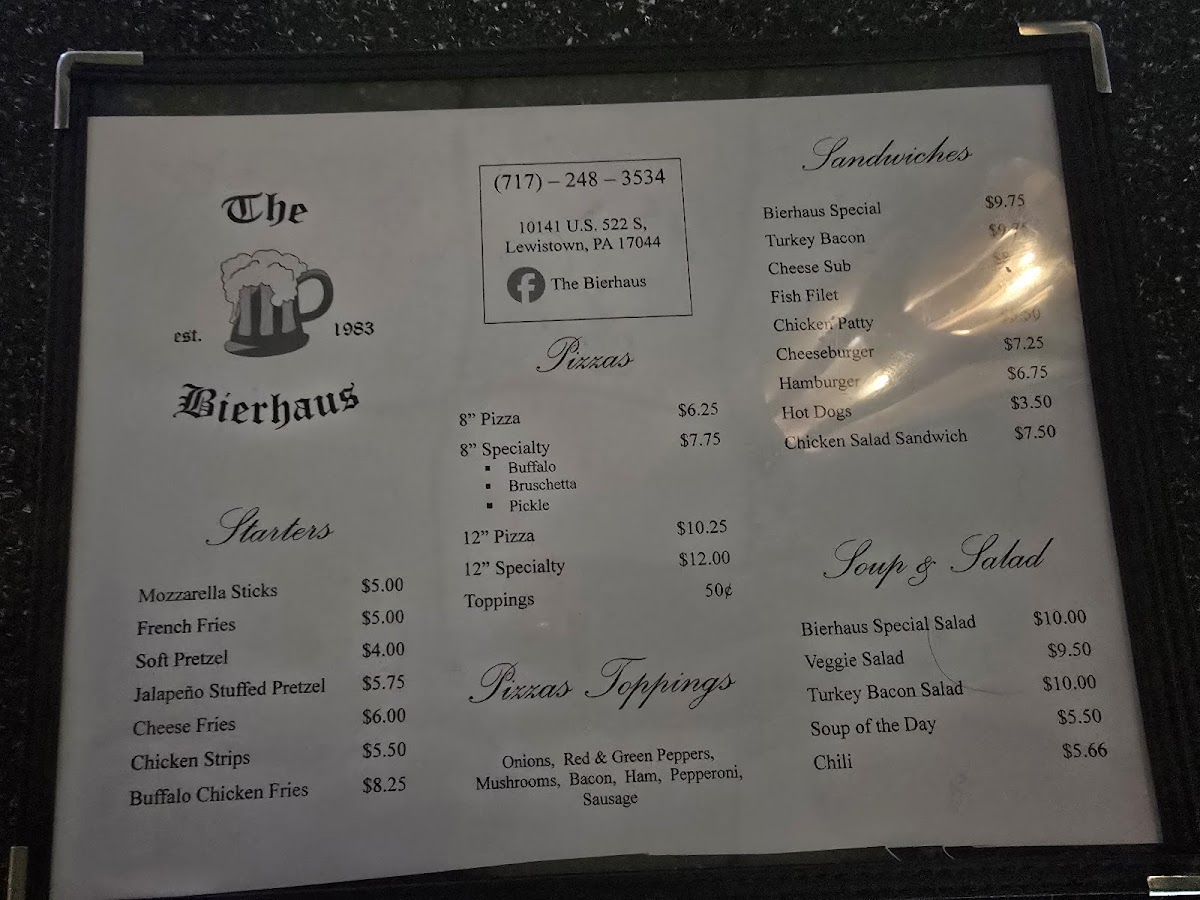 The
est. 1983
Bierhaus
Starters
Mozzarella Sticks $5.00
French Fries $5.00
Soft Pretzel $4.00
Jalapeño Stuffed Pretzel $5.75
Cheese Fries $6.00
Chicken Strips $5.50
Buffalo Chicken Fries $8.25
(717) – 248 – 3534
10141 U.S. 522 S,
Lewistown, PA 17044
f The Bierhaus
Pizzas
8” Pizza $6.25
8” Specialty $7.75
▪ Buffalo
▪ Bruschetta
▪ Pickle
12” Pizza $10.25
12” Specialty $12.00
Toppings 50¢
Pizzas Toppings
Onions, Red & Green Peppers,
Mushrooms, Bacon, Ham, Pepperoni,
Sausage
Sandwiches
Bierhaus Special $9.75
Turkey Bacon
Cheese Sub
Fish Filet
Chicken Patty
Cheeseburger $7.25
Hamburger $6.75
Hot Dogs $3.50
Chicken Salad Sandwich $7.50
Soup & Salad
Bierhaus Special Salad $10.00
Veggie Salad $9.50
Turkey Bacon Salad $10.00
Soup of the Day $5.50
Chili $5.66